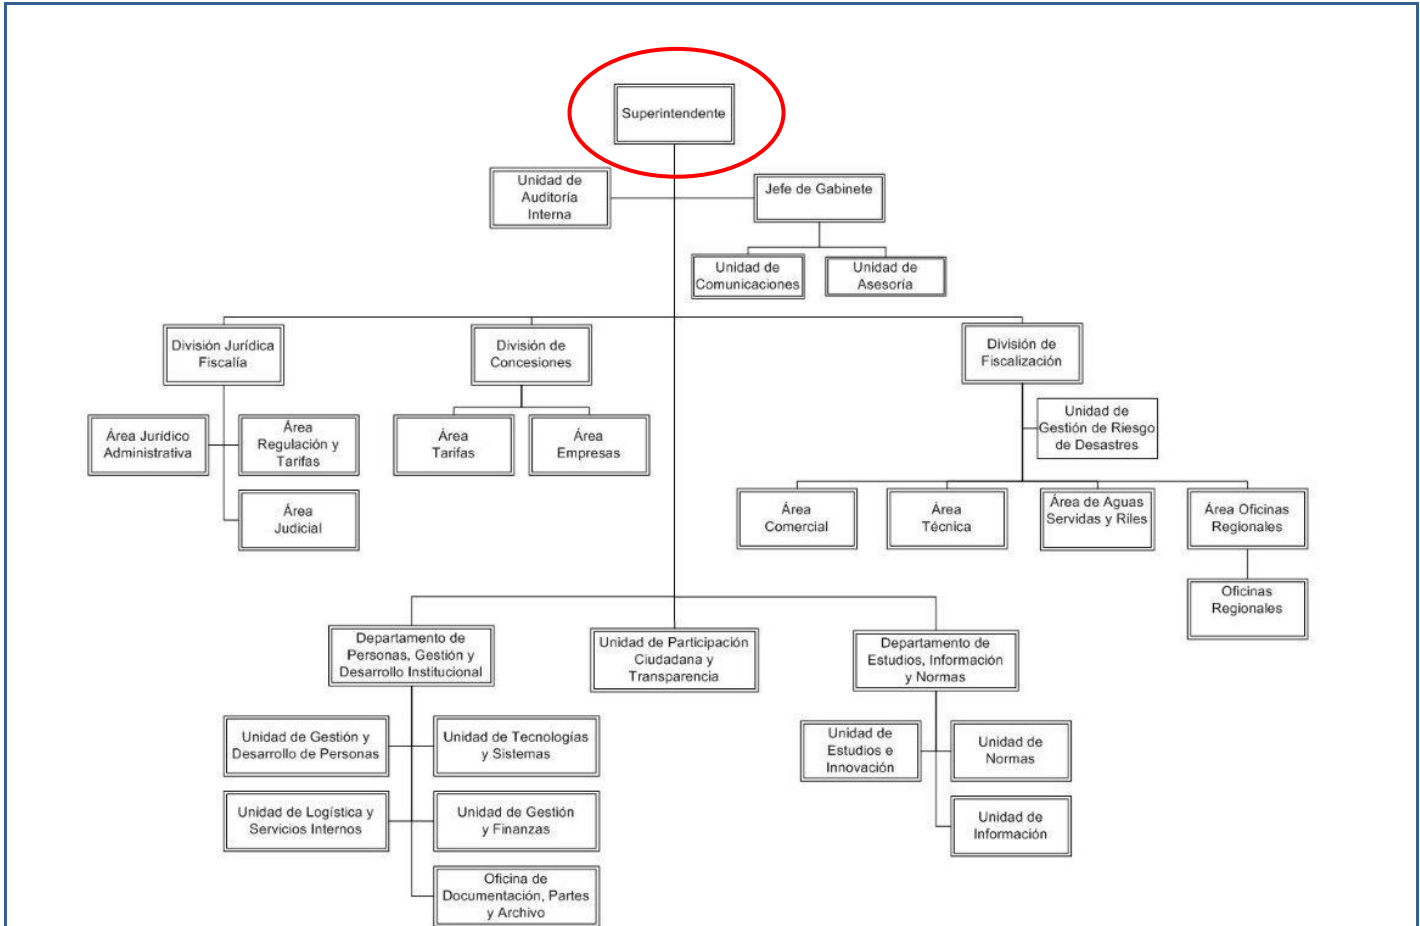 Superintendente
Unidad de
Auditoría
Interna
Jefe de Gabinete
Unidad de
Comunicaciones
Unidad de
Asesoría
División Jurídica
Fiscalía
División de
Concesiones
División de
Fiscalización
Unidad de
Gestión de Riesgo
de Desastres
Área Jurídico
Administrativa
Área
Regulación y
Tarifas
Área
Tarifas
Área
Empresas
Área
Judicial
Área
Comercial
Área
Técnica
Área de Aguas
Servidas y Riles
Área Oficinas
Regionales
Oficinas
Regionales
Departamento de
Personas, Gestión y
Desarrollo Institucional
Unidad de Participación
Ciudadana y
Transparencia
Departamento de
Estudios, Información
y Normas
Unidad de Gestión y
Desarrollo de Personas
Unidad de Tecnologías
y Sistemas
Unidad de
Estudios e
Innovación
Unidad de
Normas
Unidad de Logística y
Servicios Internos
Unidad de Gestión
y Finanzas
Unidad de
Información
Oficina de
Documentación, Partes
y Archivo